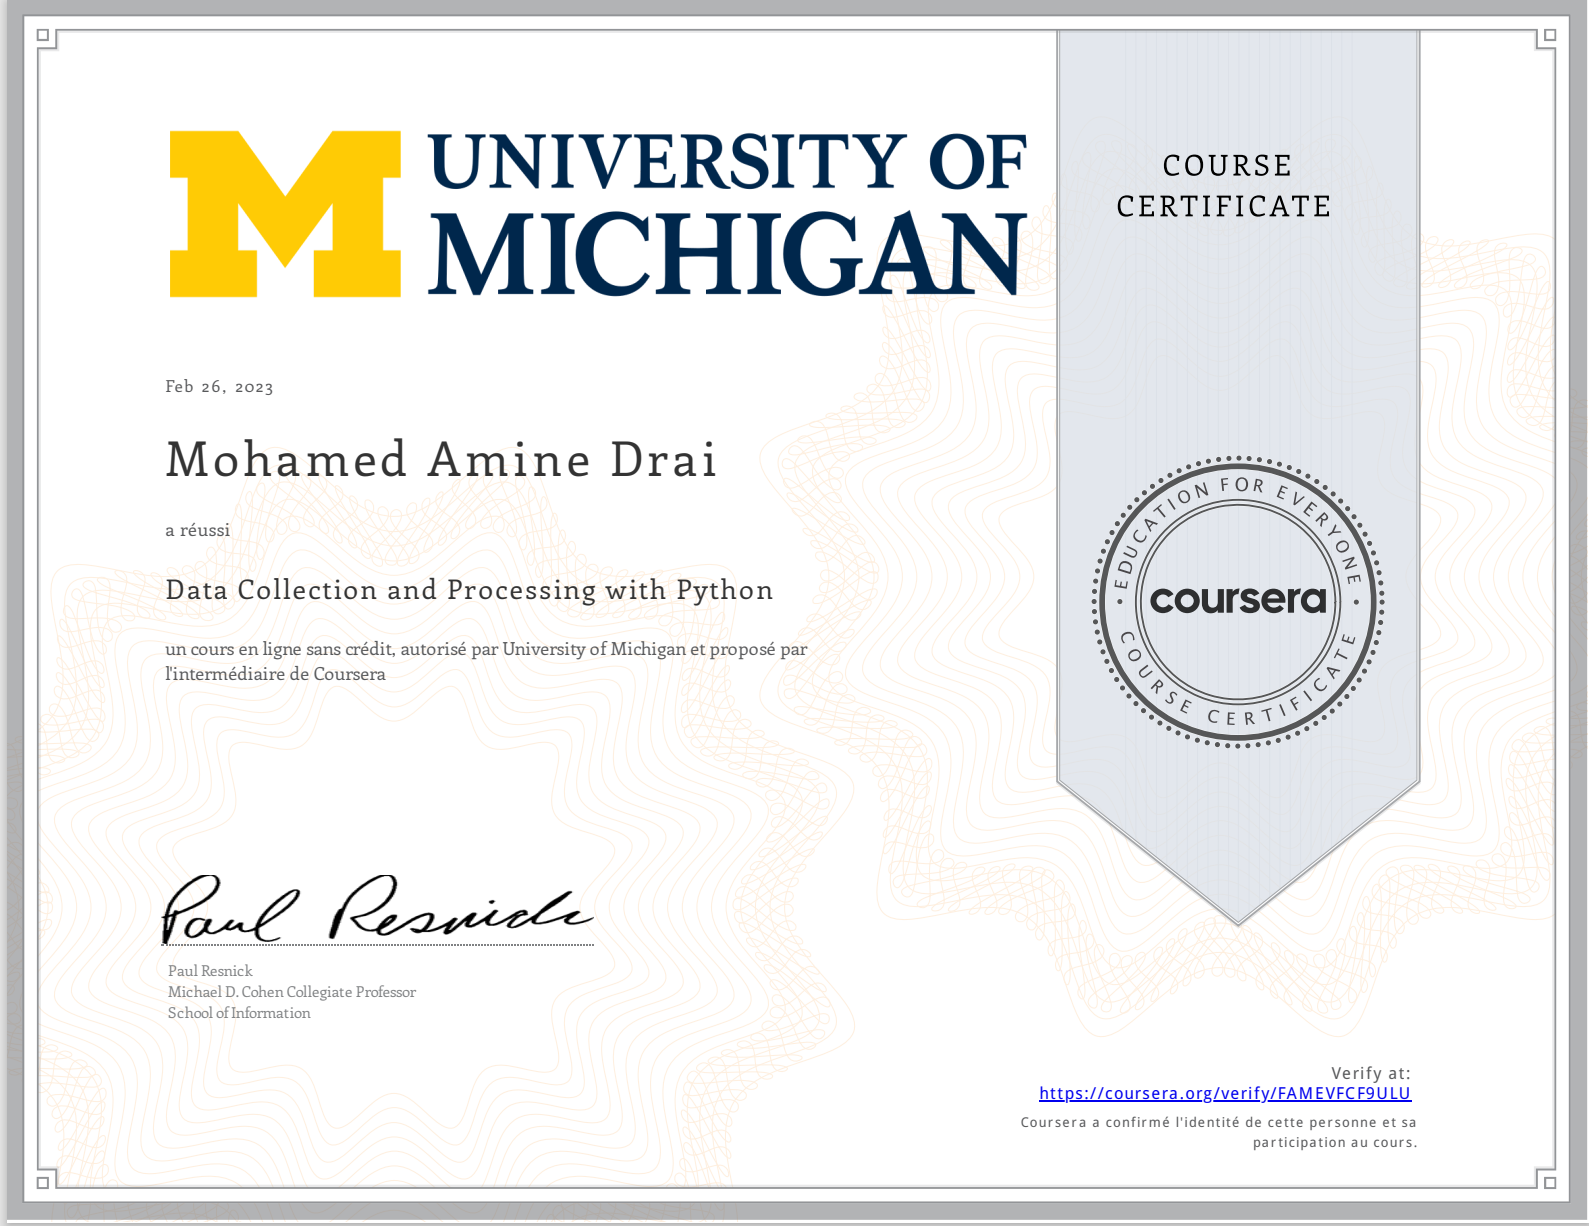 UNIVERSITY OF
MICHIGAN
COURSE
CERTIFICATE
Feb 26, 2023
Mohamed Amine Drai
a réussi
Data Collection and Processing with Python
un cours en ligne sans crédit, autorisé par University of Michigan et proposé par
l'intermédiaire de Coursera
EDUCATION FOR EVERYONE
coursera
COURSE CERTIFICATE
Paul Resnick
Paul Resnick
Michael D. Cohen Collegiate Professor
School of Information
Verify at:
https://coursera.org/verify/FAMEVFCF9ULU
Coursera a confirmé l'identité de cette personne et sa
participation au cours.